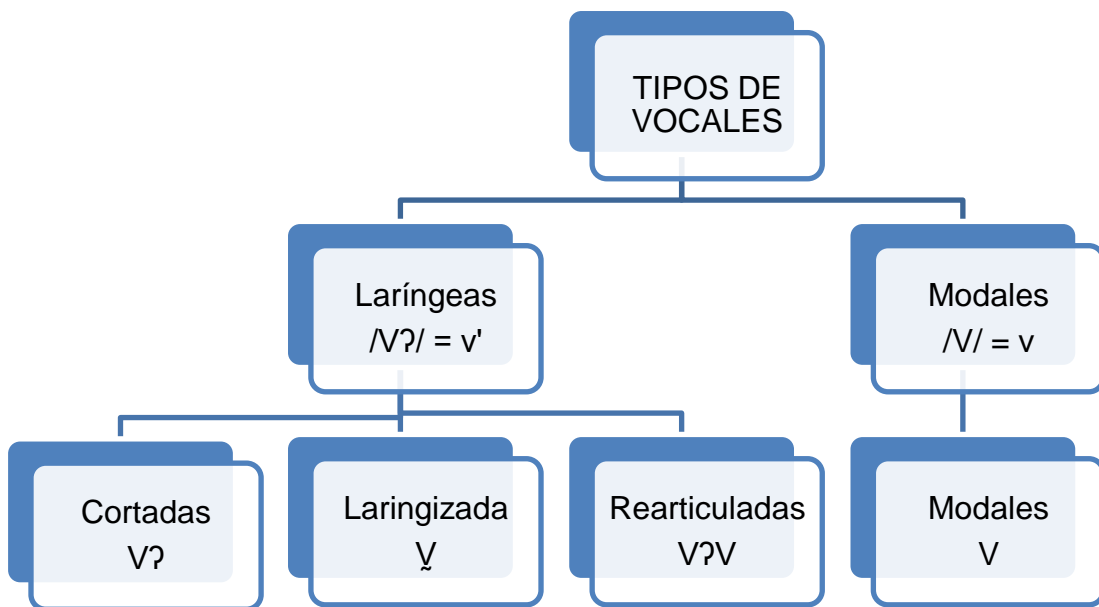 TIPOS DE
VOCALES
Laríngeas
/Vʔ/ = v'
Modales
/V/ = v
Cortadas
Vʔ
Laringizada
V̰
Rearticuladas
VʔV
Modales
V